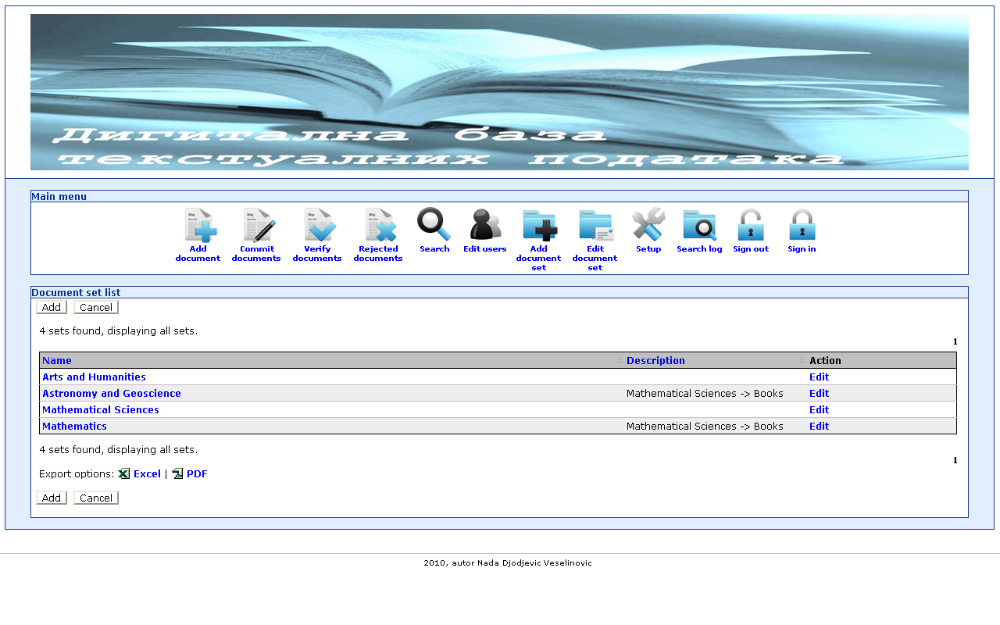 Дигитална база
текстуалних података
Main menu
Add document
Commit documents
Verify documents
Rejected documents
Search
Edit users
Add document set
Edit document set
Setup
Search log
Sign out
Sign in
Document set list
Add Cancel
4 sets found, displaying all sets.
1
Name Description Action
Arts and Humanities Edit
Astronomy and Geoscience Mathematical Sciences -> Books Edit
Mathematical Sciences Edit
Mathematics Mathematical Sciences -> Books Edit
4 sets found, displaying all sets.
1
Export options: Excel | PDF
Add Cancel
2010, autor Nada Djodjevic Veselinovic